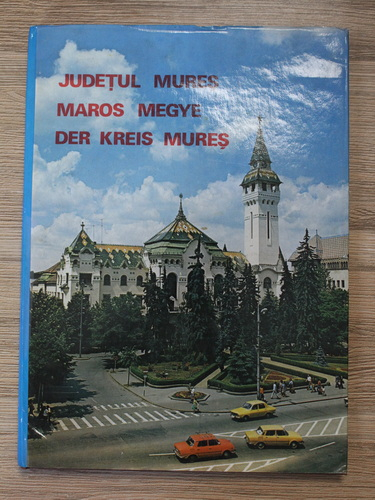 JUDEȚUL MUREȘ
MAROS MEGYE
DER KREIS MUREȘ